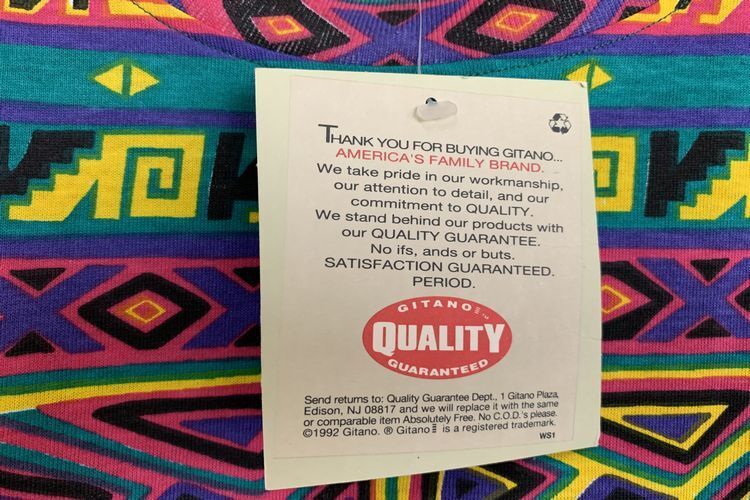 THANK YOU FOR BUYING GITANO...
AMERICA'S FAMILY BRAND.
We take pride in our workmanship,
our attention to detail, and our
commitment to QUALITY.
We stand behind our products with
our QUALITY GUARANTEE.
No ifs, ands or buts.
SATISFACTION GUARANTEED.
PERIOD.
GITANO
QUALITY
GUARANTEED
Send returns to: Quality Guarantee Dept., 1 Gitano Plaza,
Edison, NJ 08817 and we will replace it with the same
or comparable item Absolutely Free. No C.O.D.'s please.
©1992 Gitano. ® Gitano is a registered trademark.
WS1